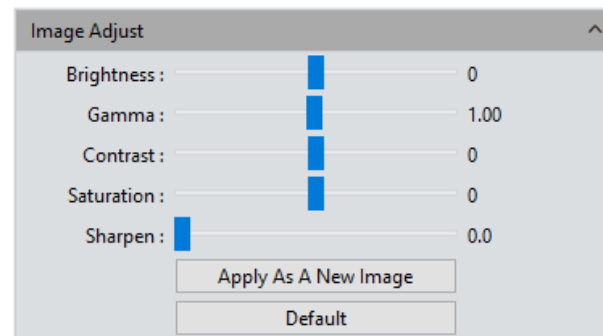 Image Adjust
Brightness : 0
Gamma : 1.00
Contrast : 0
Saturation : 0
Sharpen : 0.0
Apply As A New Image
Default